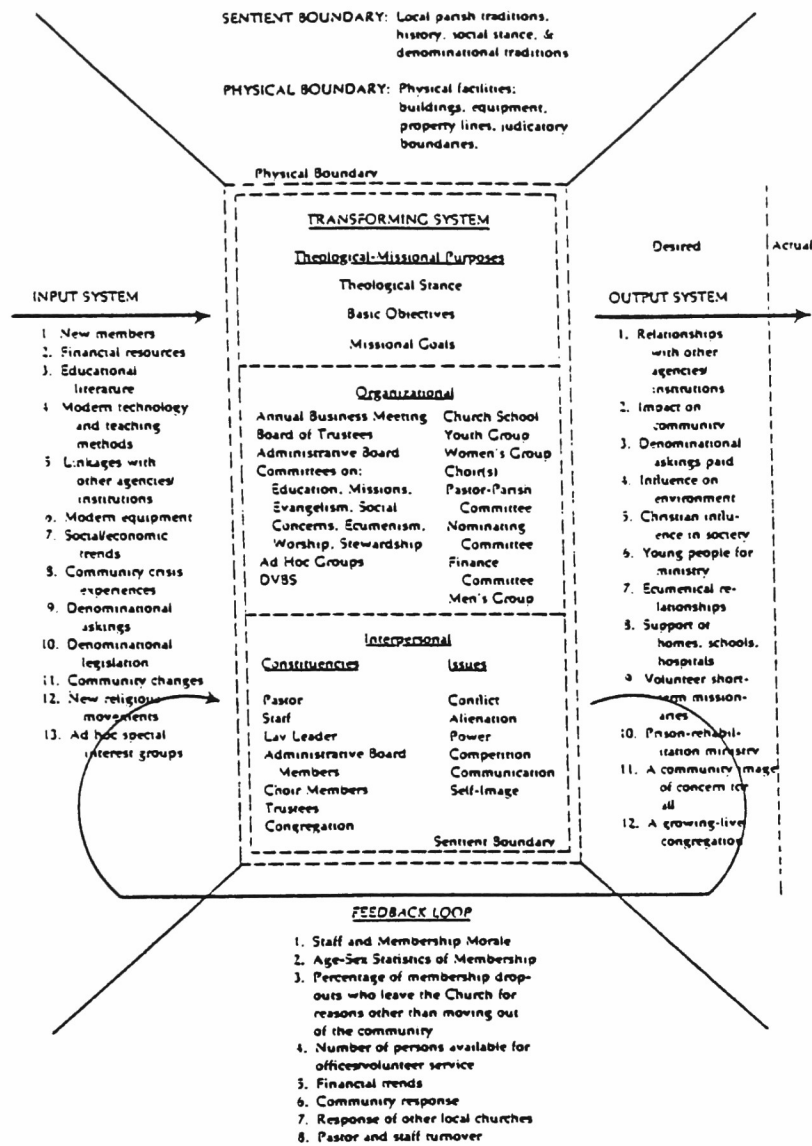 SENTIENT BOUNDARY: Local parish traditions,
history, social stance, &
denominational traditions
PHYSICAL BOUNDARY: Physical facilities:
buildings, equipment,
property lines, judicatory
boundaries.
Physical Boundary
TRANSFORMING SYSTEM
Theological-Missional Purposes
Theological Stance
Basic Objectives
Missional Goals
INPUT SYSTEM
1. New members
2. Financial resources
3. Educational
literature
4. Modern technology
and teaching
methods
5. Linkages with
other agencies/
institutions
6. Modern equipment
7. Social/economic
trends
8. Community crisis
experiences
9. Denominational
askings
10. Denominational
legislation
11. Community changes
12. New religious
movements
13. Ad hoc special
interest groups
Organizational
Annual Business Meeting
Board of Trustees
Administrative Board
Committees on:
Education, Missions,
Evangelism, Social
Concerns, Ecumenism,
Worship, Stewardship
Ad Hoc Groups
DVBS
Church School
Youth Group
Women's Group
Choir(s)
Pastor-Parish
Committee
Nominating
Committee
Finance
Committee
Men's Group
Interpersonal
Constituencies
Pastor
Staff
Lay Leader
Administrative Board
Members
Choir Members
Trustees
Congregation
Issues
Conflict
Alienation
Power
Competition
Communication
Self-Image
Sentient Boundary
Desired
Actual
OUTPUT SYSTEM
1. Relationships
with other
agencies/
institutions
2. Impact on
community
3. Denominational
askings paid
4. Influence on
environment
5. Christian influ-
ence in society
6. Young people for
ministry
7. Ecumenical re-
lationships
8. Support of
homes, schools,
hospitals
9. Volunteer short-
term mission-
aries
10. Prison-rehabil-
itation ministry
11. A community image
of concern for
all
12. A growing-live
congregation
FEEDBACK LOOP
1. Staff and Membership Morale
2. Age-Sex Statistics of Membership
3. Percentage of membership drop-
outs who leave the Church for
reasons other than moving out
of the community
4. Number of persons available for
offices/volunteer service
5. Financial trends
6. Community response
7. Response of other local churches
8. Pastor and staff turnover